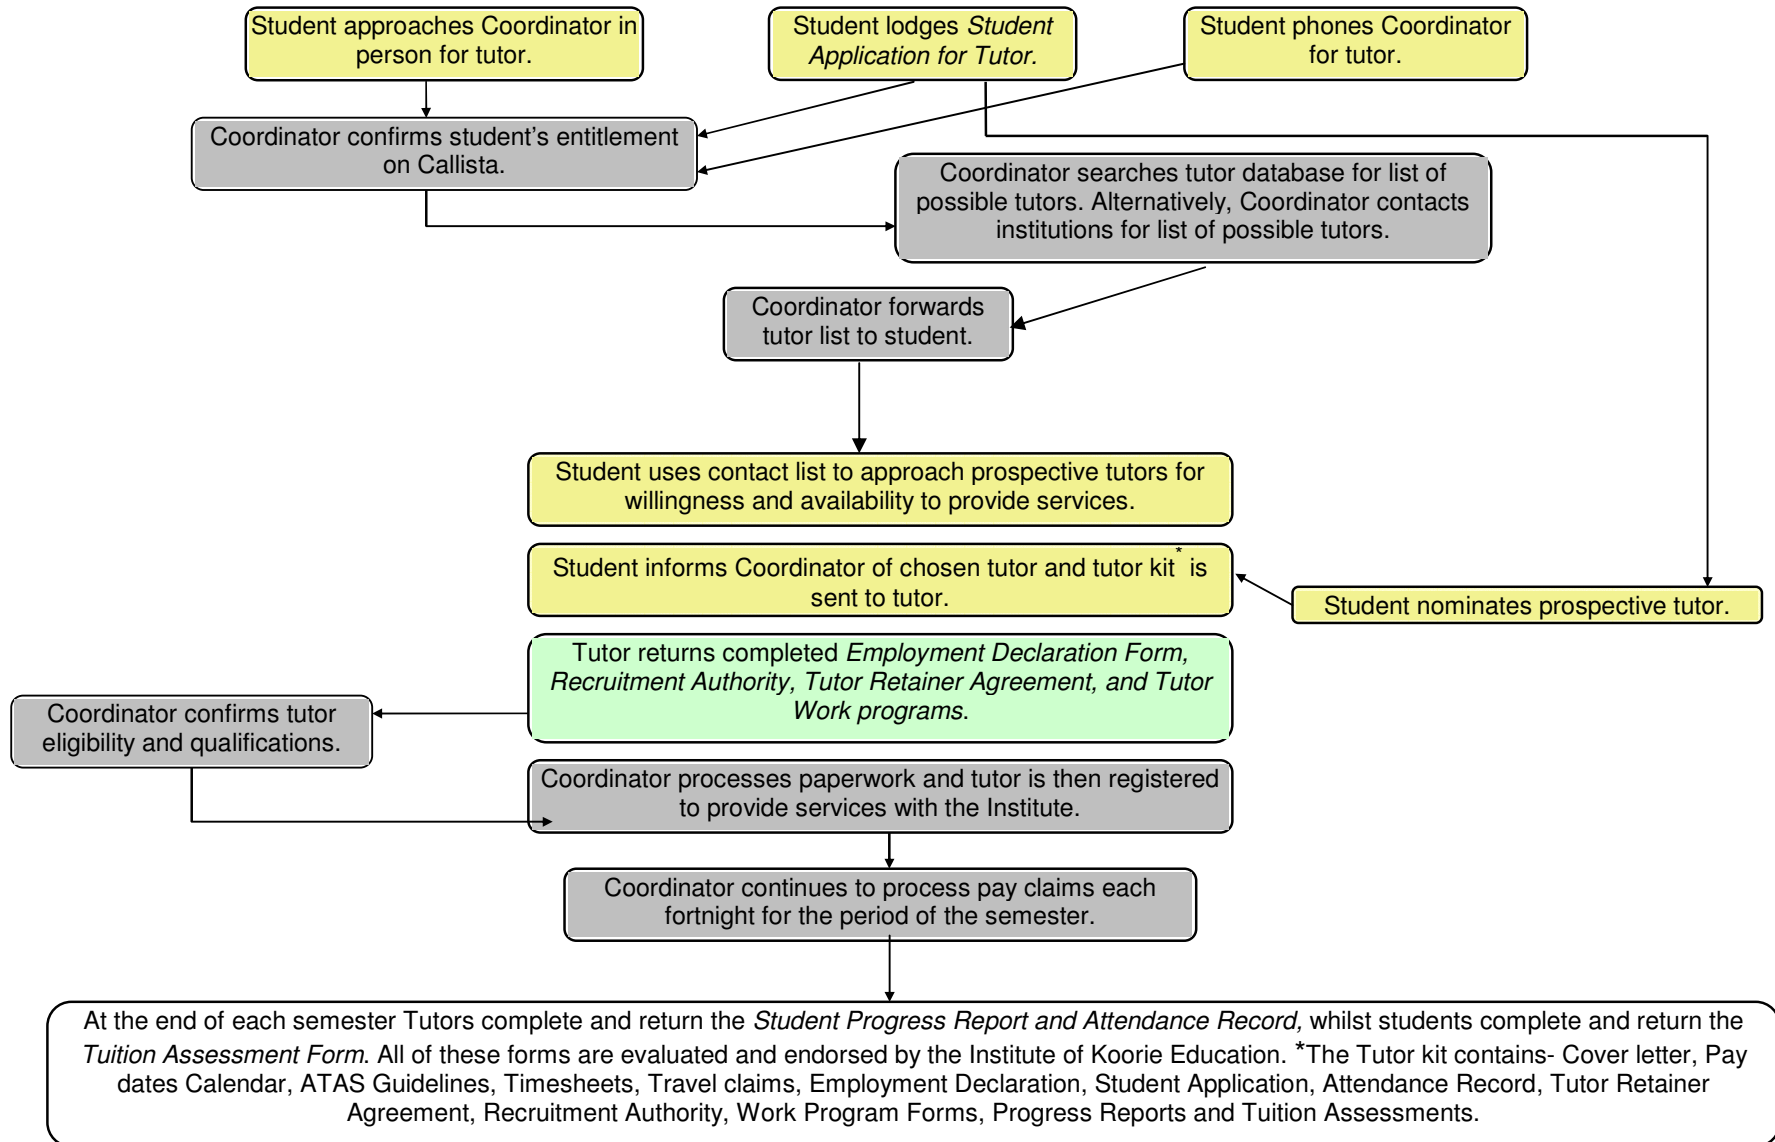 Student approaches Coordinator in
person for tutor.
Student lodges Student
Application for Tutor.
Student phones Coordinator
for tutor.
Coordinator confirms student’s entitlement
on Callista.
Coordinator searches tutor database for list of
possible tutors. Alternatively, Coordinator contacts
institutions for list of possible tutors.
Coordinator forwards
tutor list to student.
Student uses contact list to approach prospective tutors for
willingness and availability to provide services.
Student informs Coordinator of chosen tutor and tutor kit* is
sent to tutor.
Student nominates prospective tutor.
Tutor returns completed Employment Declaration Form,
Recruitment Authority, Tutor Retainer Agreement, and Tutor
Work programs.
Coordinator confirms tutor
eligibility and qualifications.
Coordinator processes paperwork and tutor is then registered
to provide services with the Institute.
Coordinator continues to process pay claims each
fortnight for the period of the semester.
At the end of each semester Tutors complete and return the Student Progress Report and Attendance Record, whilst students complete and return the
Tuition Assessment Form. All of these forms are evaluated and endorsed by the Institute of Koorie Education. *The Tutor kit contains- Cover letter, Pay
dates Calendar, ATAS Guidelines, Timesheets, Travel claims, Employment Declaration, Student Application, Attendance Record, Tutor Retainer
Agreement, Recruitment Authority, Work Program Forms, Progress Reports and Tuition Assessments.